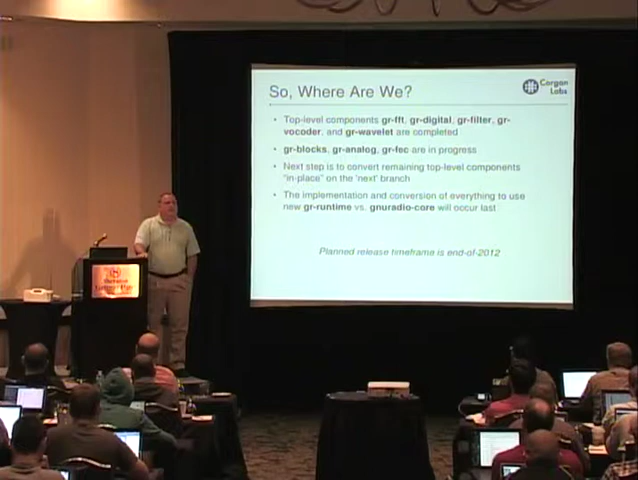 So, Where Are We?
Corgan
Labs
• Top-level components gr-fft, gr-digital, gr-filter, gr-
vocoder, and gr-wavelet are completed
• gr-blocks, gr-analog, gr-fec are in progress
• Next step is to convert remaining top-level components
"in-place" on the 'next' branch
• The implementation and conversion of everything to use
new gr-runtime vs. gnuradio-core will occur last
Planned release timeframe is end-of-2012
Sheraton